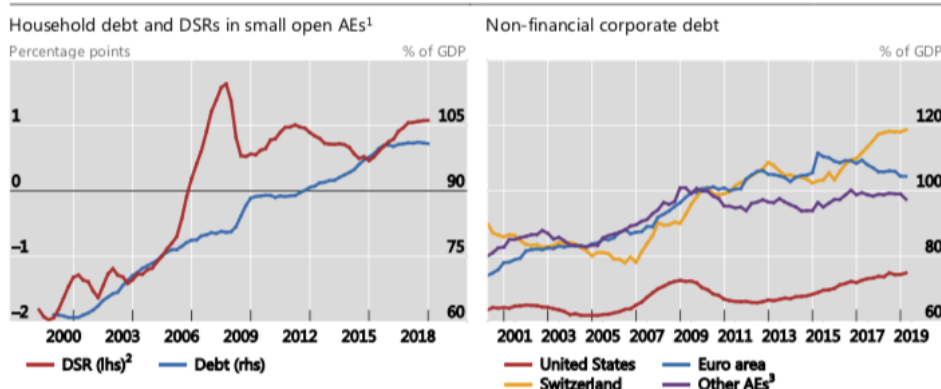 Household debt and DSRs in small open AEs¹
Percentage points % of GDP
1 105
0 90
–1 75
–2 60
2000 2003 2006 2009 2012 2015 2018
DSR (lhs)² Debt (rhs)
Non-financial corporate debt
% of GDP
120
100
80
60
2001 2003 2005 2007 2009 2011 2013 2015 2017 2019
United States Euro area
Switzerland Other AEs³